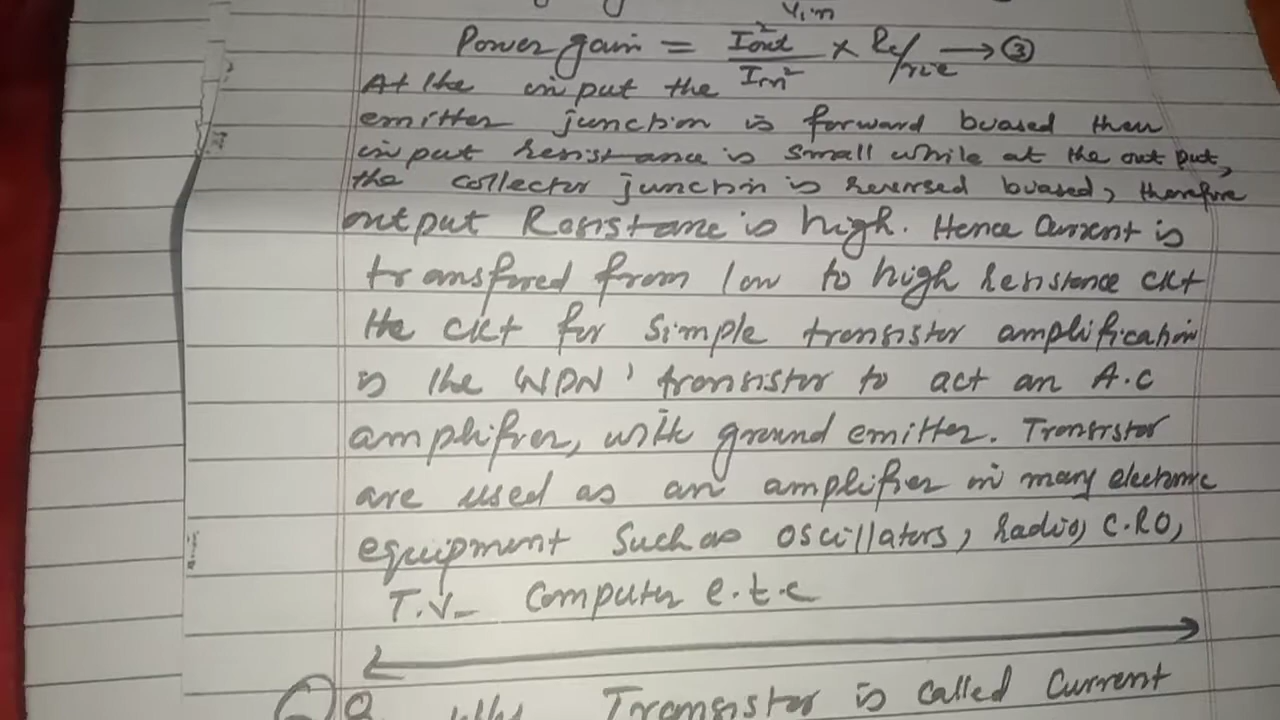 Vin
Power gain = Iout²/Iin² × Rc/rie → ③
At the input the
emitter junction is forward biased then
input resistance is small while at the out put,
the collector junction is reversed biased, therefore
output Resistance is high. Hence Current is
transfered from low to high resistance ckt
the ckt for simple transistor amplification
is the NPN' transistor to act an A.C
amplifier, with ground emitter. Transistor
are used as an amplifier in many electronic
equipment Such as oscillators, radio, C.RO,
T.V_ Computer e.t.c
Q Why Transistor is called Current